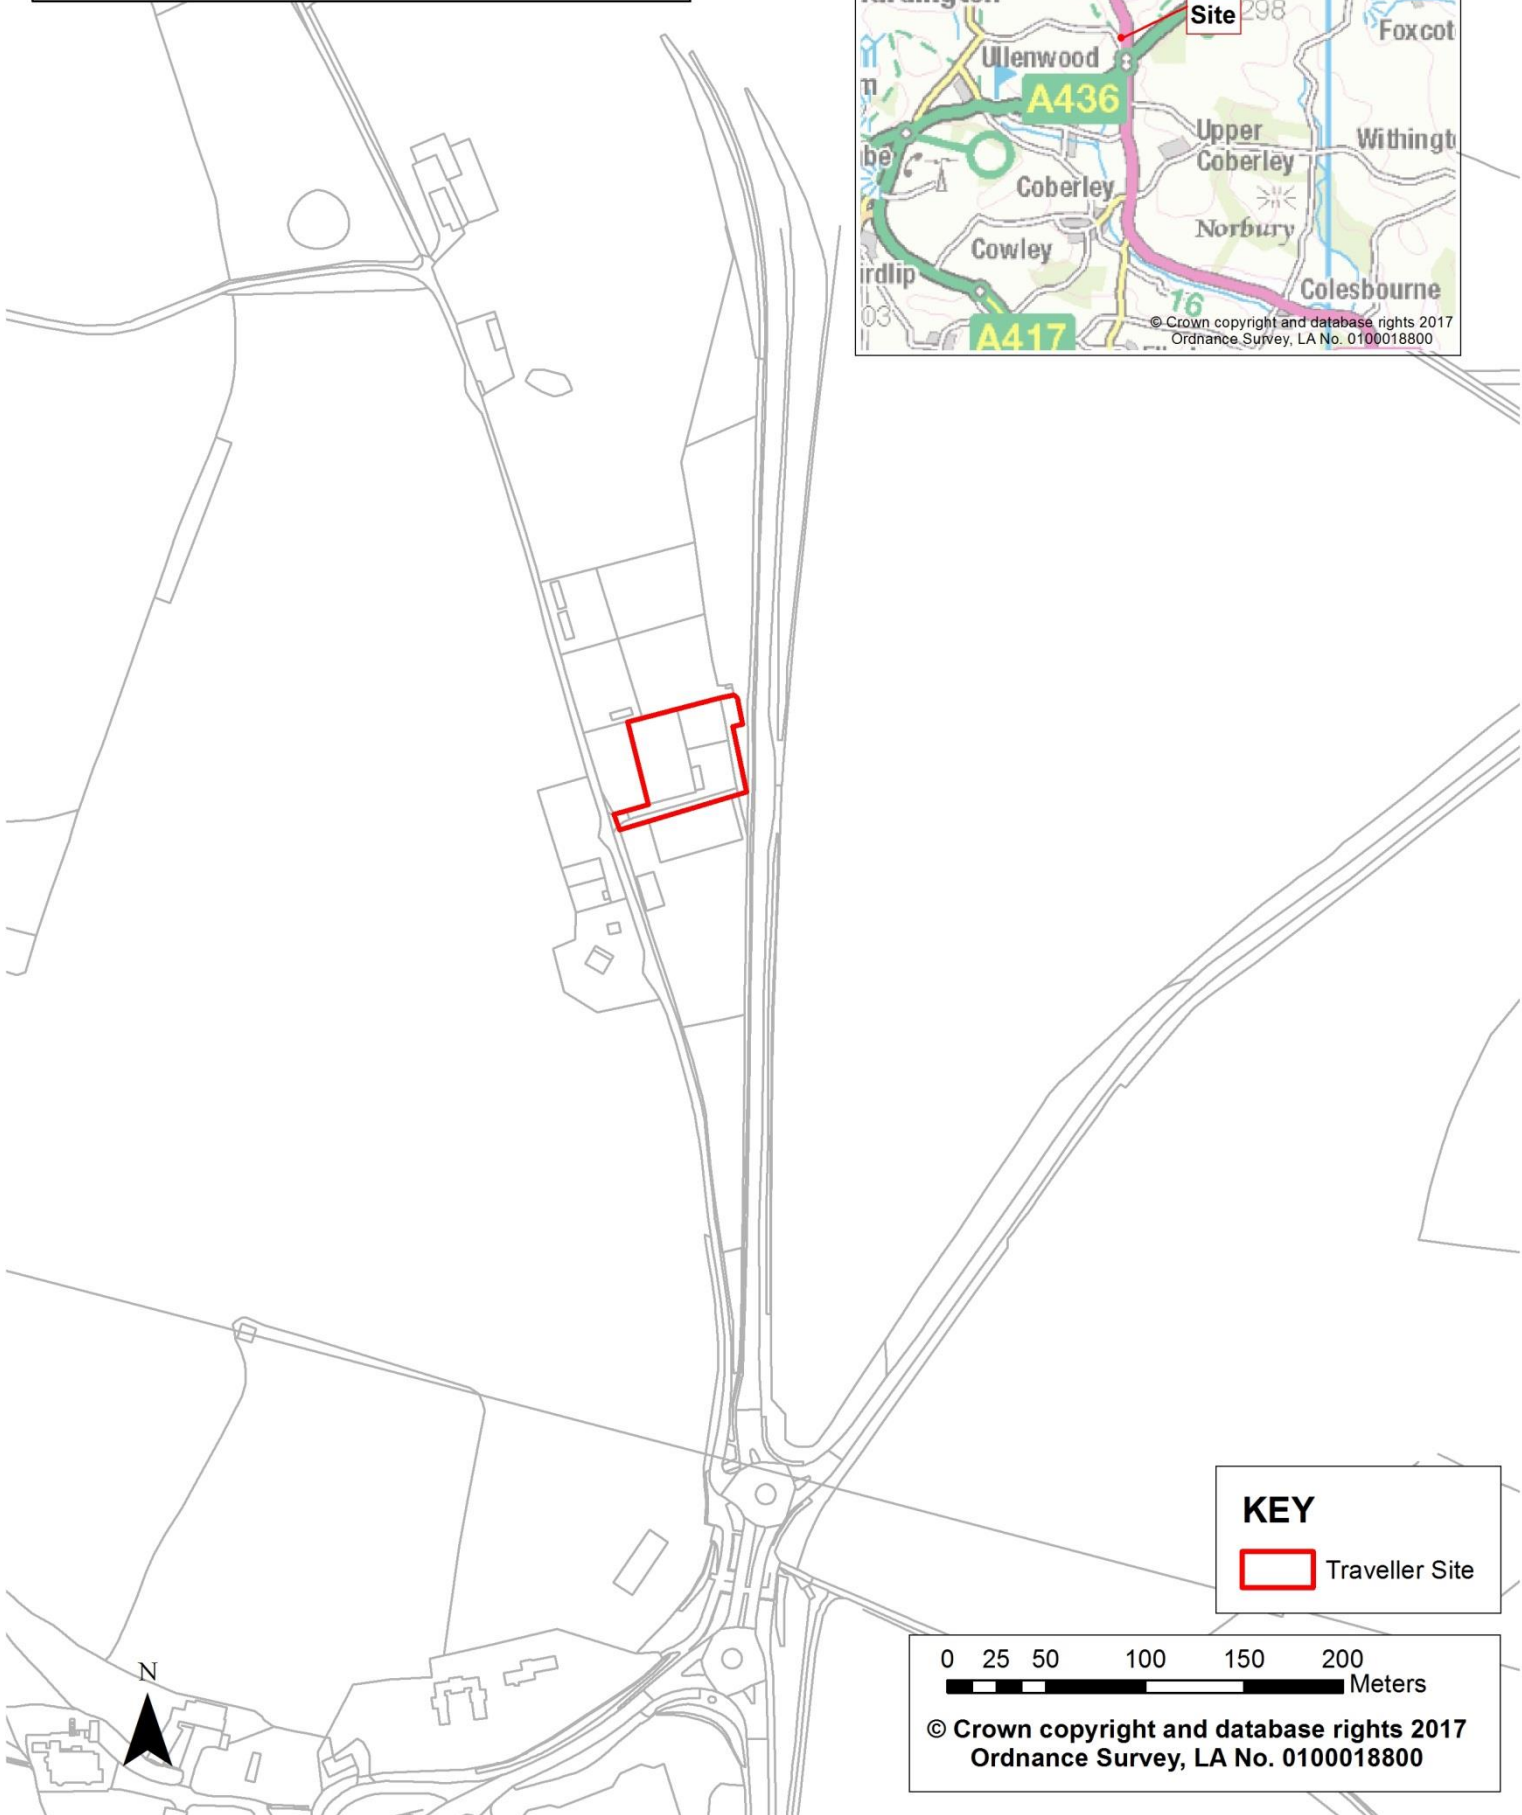 Site
298
Foxcot
Ullenwood
A436
Upper
Coberley
Withingt
be
Coberley
Norbury
Cowley
irdlip
Colesbourne
16
03
A417
© Crown copyright and database rights 2017
Ordnance Survey, LA No. 0100018800
KEY
Traveller Site
N
0 25 50 100 150 200
Meters
© Crown copyright and database rights 2017
Ordnance Survey, LA No. 0100018800